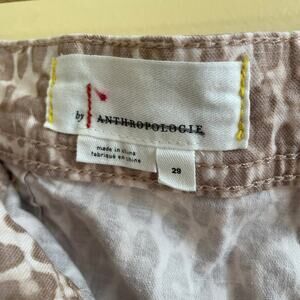 by ANTHROPOLOGIE
made in china
fabriqué en chine
29